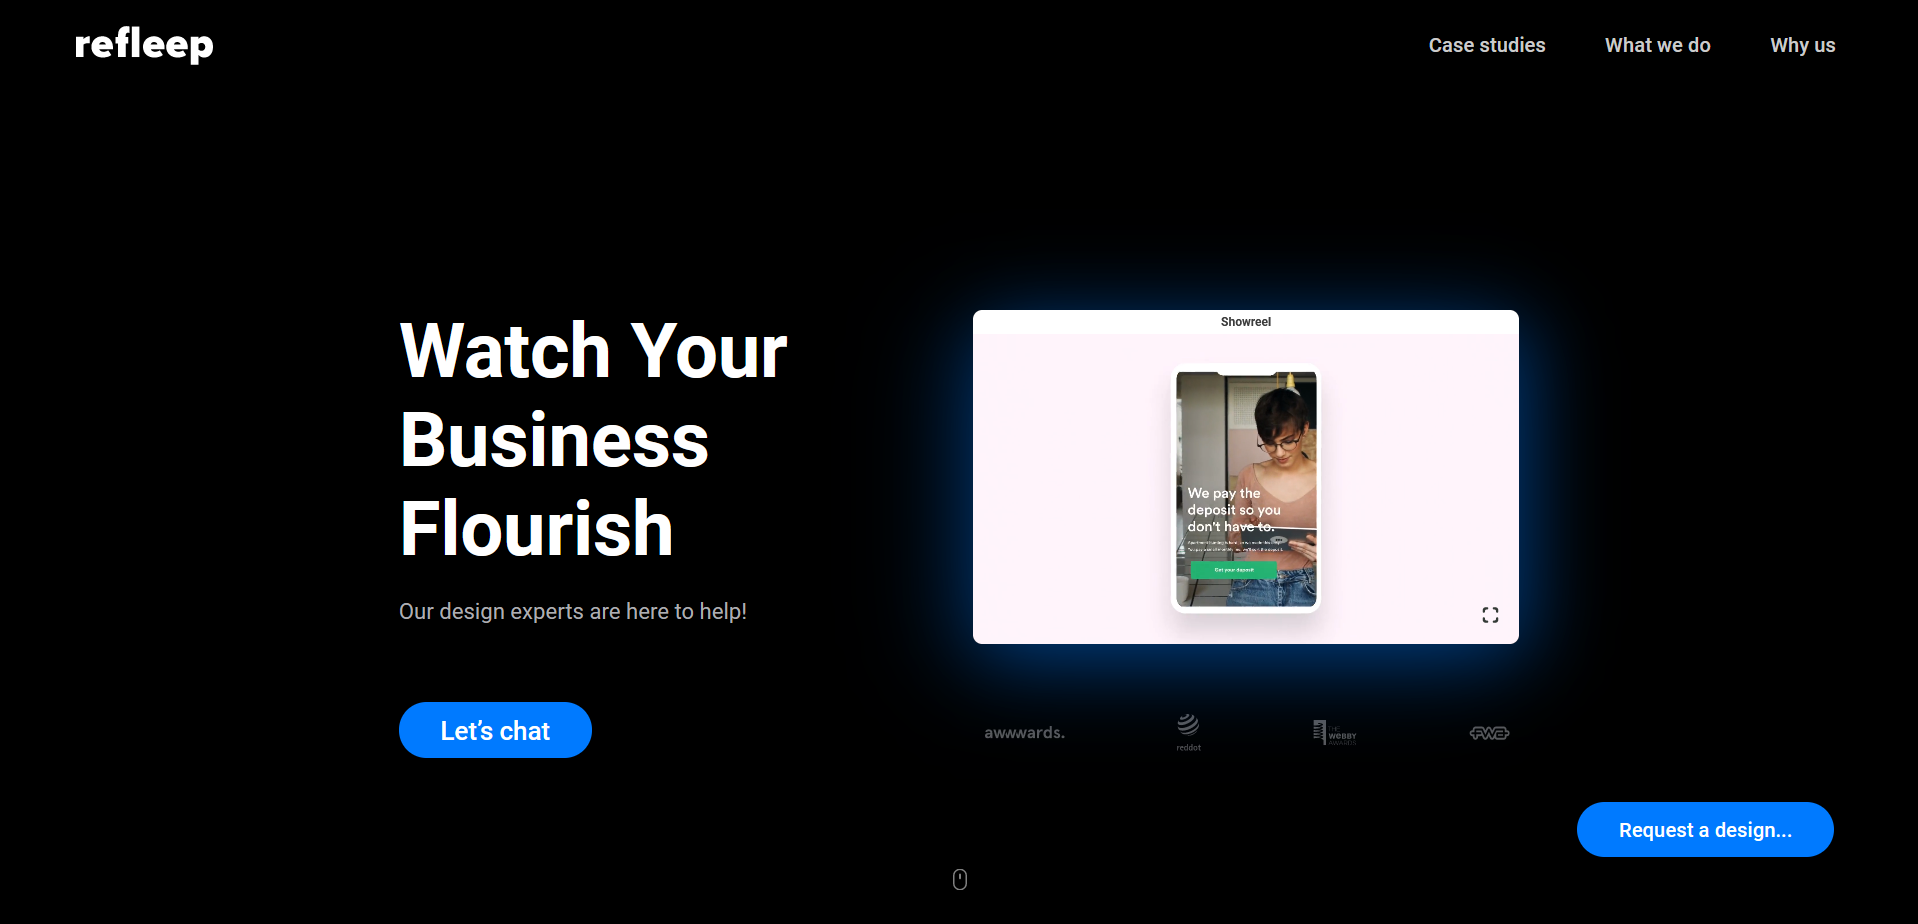 refleep
Case studies
What we do
Why us
Watch Your
Business
Flourish
Our design experts are here to help!
Let’s chat
Showreel
We pay the
deposit so you
don't have to.
Get your deposit
awwwards.
reddot
THE
WEBBY
AWARDS
FWA
Request a design...